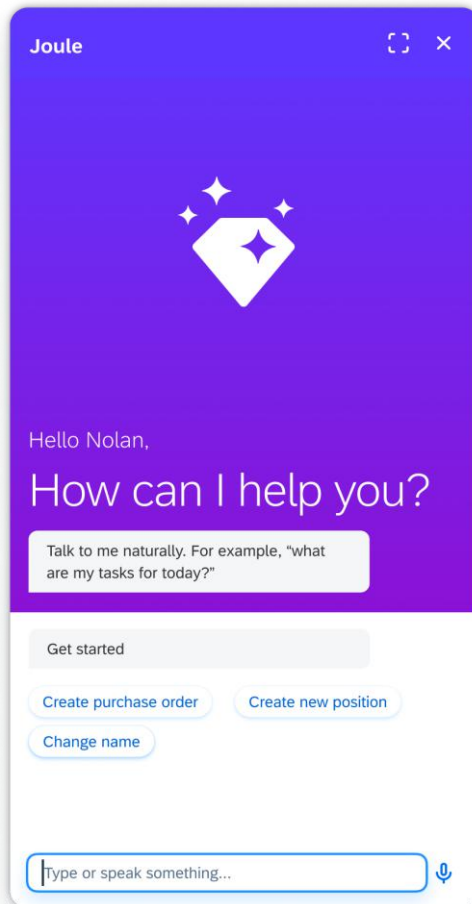 Joule
Hello Nolan,
How can I help you?
Talk to me naturally. For example, “what
are my tasks for today?”
Get started
Create purchase order
Create new position
Change name
Type or speak something...